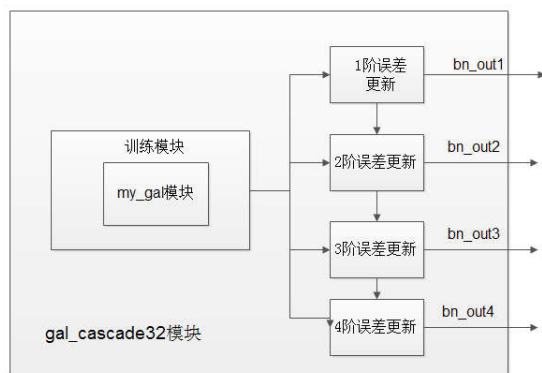 1阶误差
更新
bn_out1
训练模块
my_gal模块
2阶误差更新
bn_out2
3阶误差更新
bn_out3
4阶误差更新
bn_out4
gal_cascade32模块